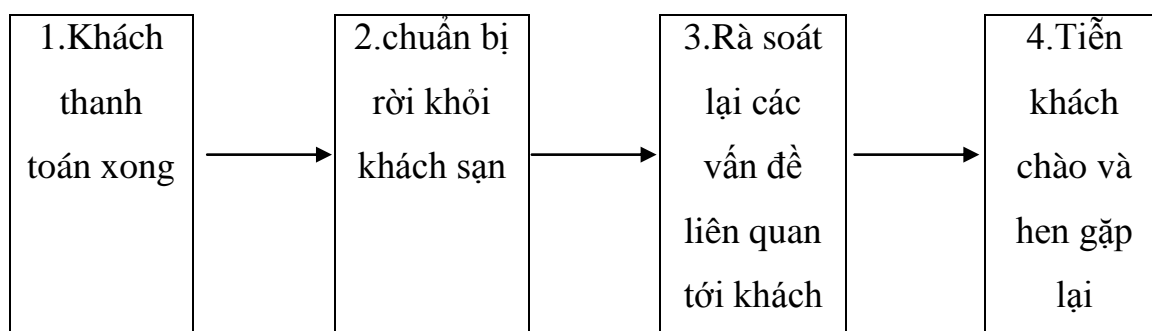 1.Khách
thanh
toán xong
2.chuẩn bị
rời khỏi
khách sạn
3.Rà soát
lại các
vấn đề
liên quan
tới khách
4.Tiễn
khách
chào và
hen gặp
lại